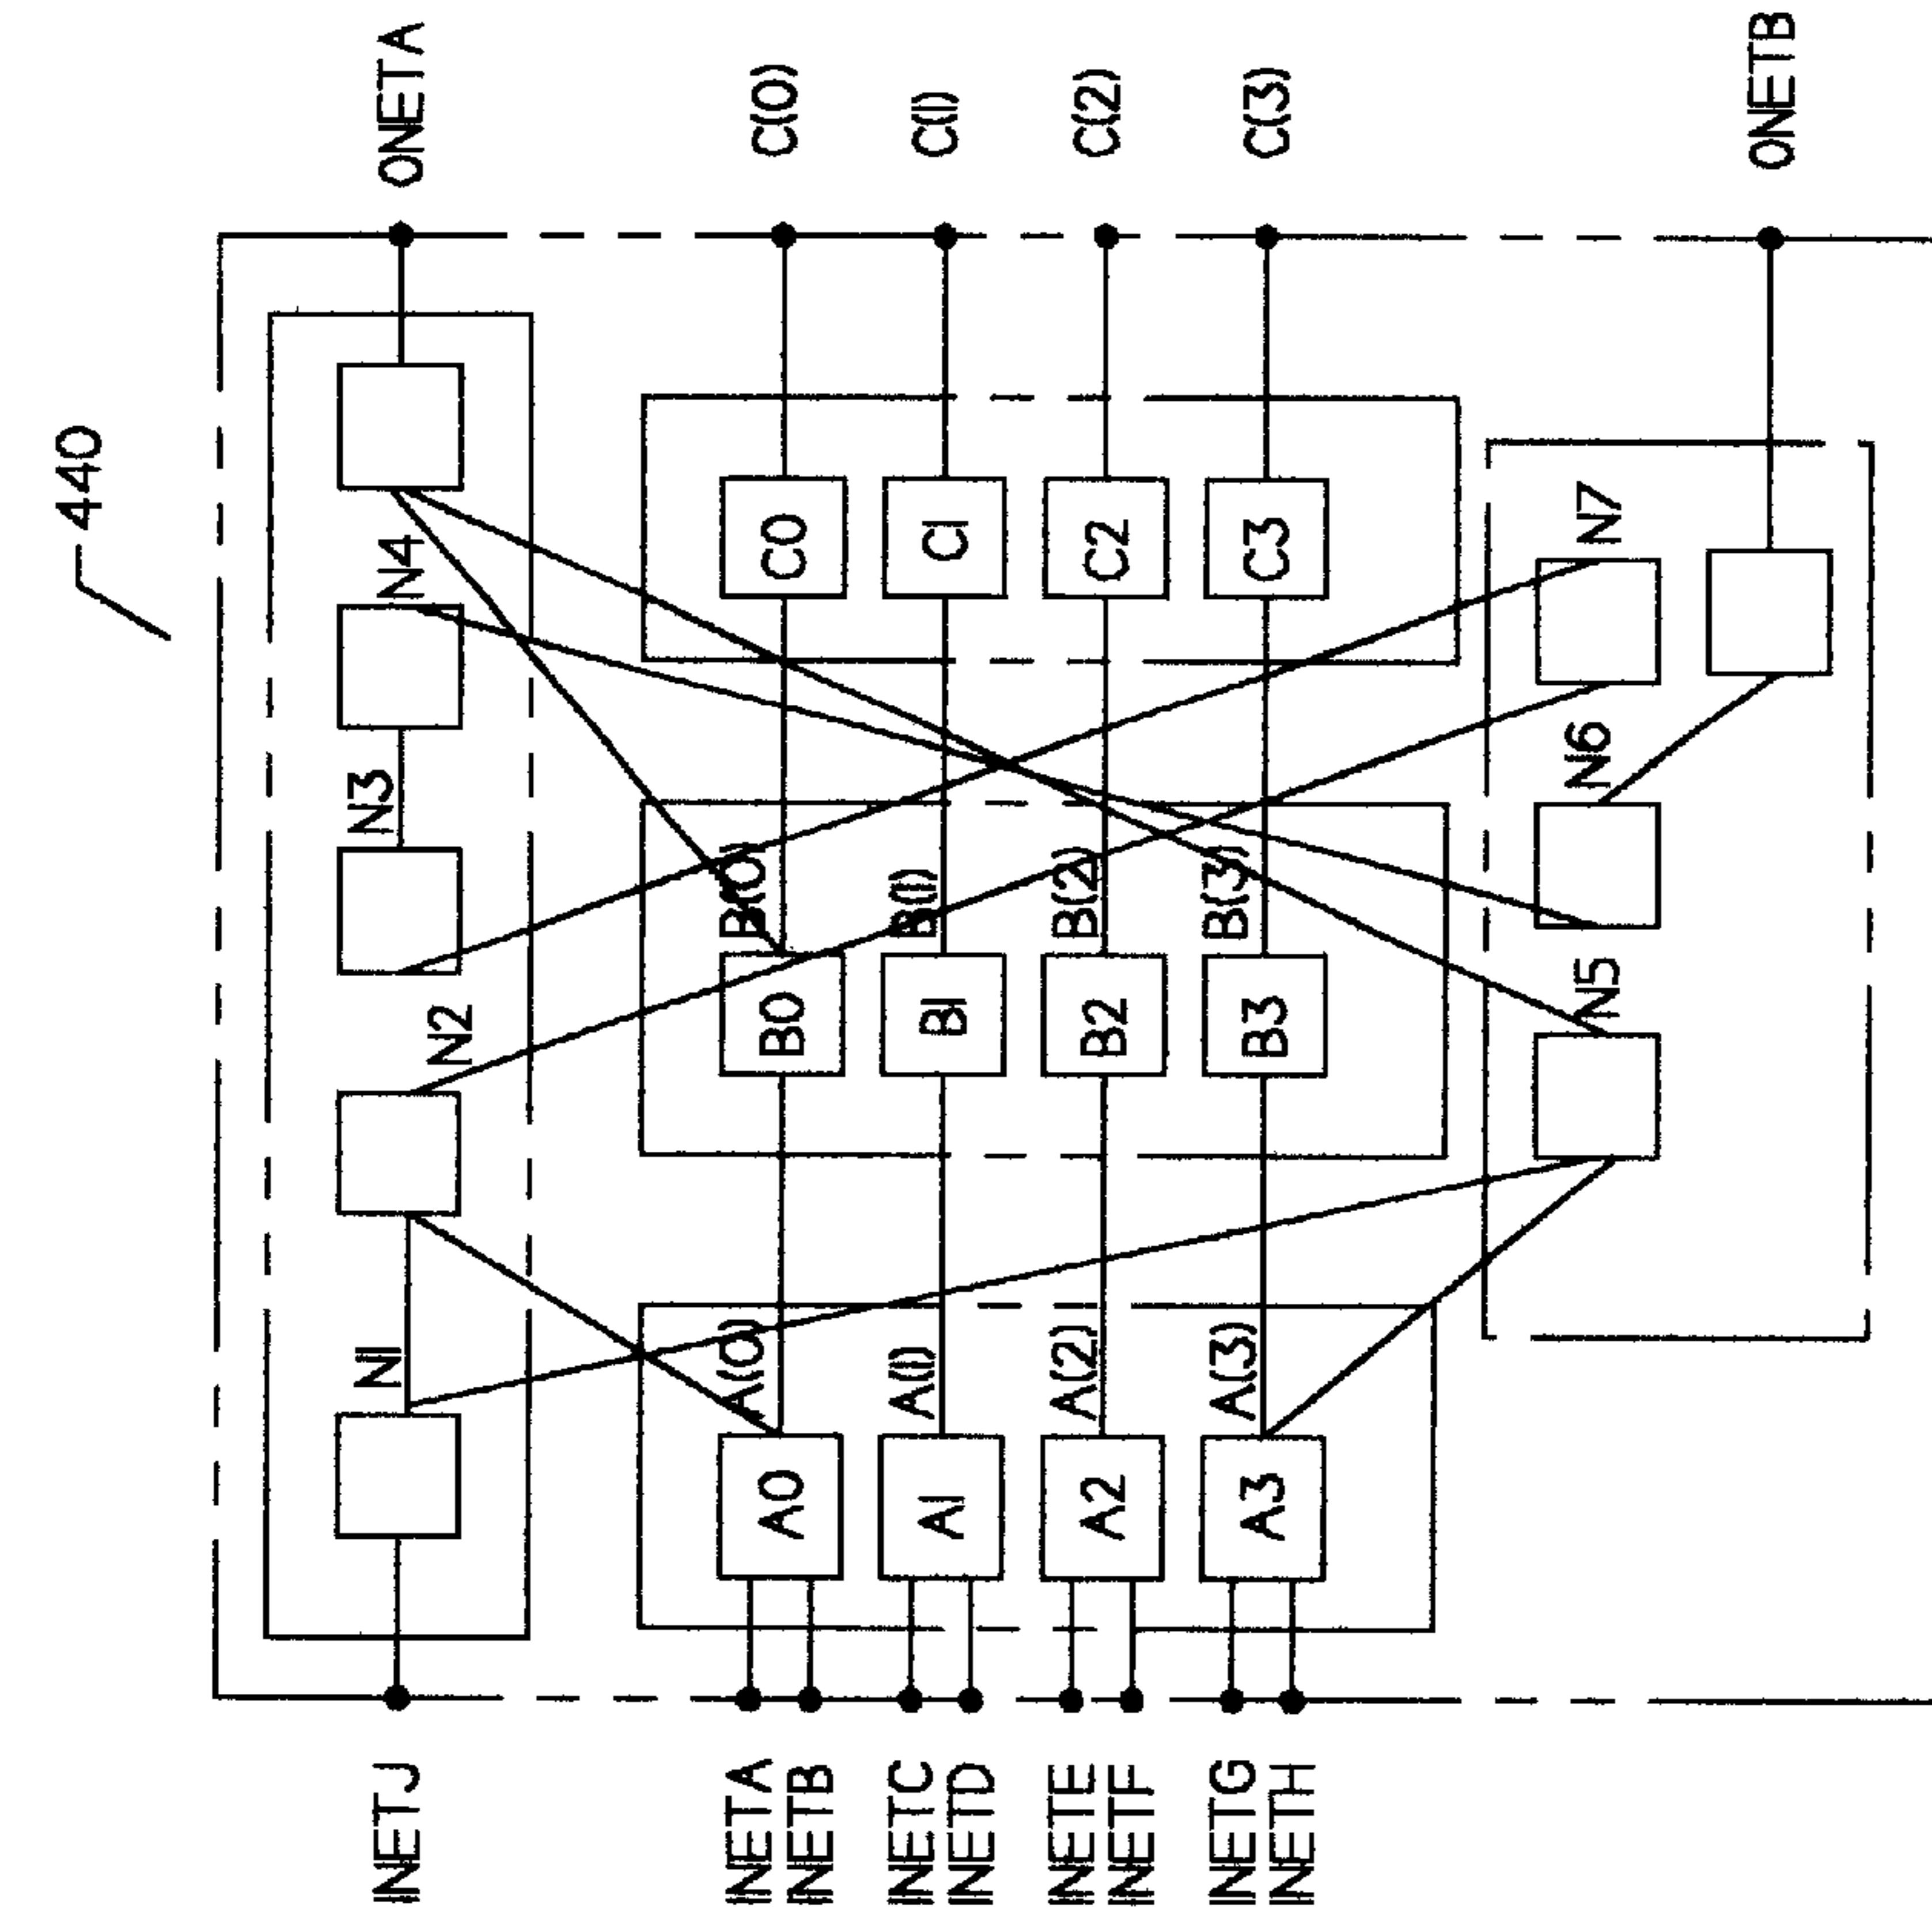 440
ONETA
C(0)
C(1)
C(2)
C(3)
ONETB
N4
C0
C1
C2
C3
N7
N3
B(0)
B(1)
B(2)
B(3)
N6
N2
B0
B1
B2
B3
N5
N1
A(0)
A(1)
A(2)
A(3)
A0
A1
A2
A3
INETJ
INETA
INETB
INETC
INETD
INETE
INETF
INETG
INETH